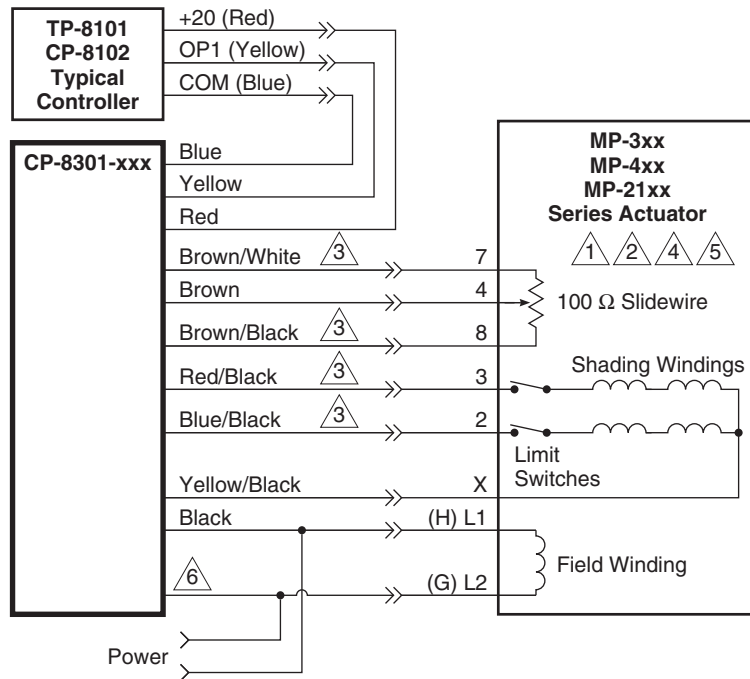 TP-8101
CP-8102
Typical
Controller
+20 (Red)
OP1 (Yellow)
COM (Blue)
CP-8301-xxx
Blue
Yellow
Red
Brown/White 3
Brown
Brown/Black 3
Red/Black 3
Blue/Black 3
Yellow/Black
Black
6
Power
7
4
8
3
2
X
(H) L1
(G) L2
MP-3xx
MP-4xx
MP-21xx
Series Actuator
1 2 4 5
100 Ω Slidewire
Shading Windings
Limit
Switches
Field Winding